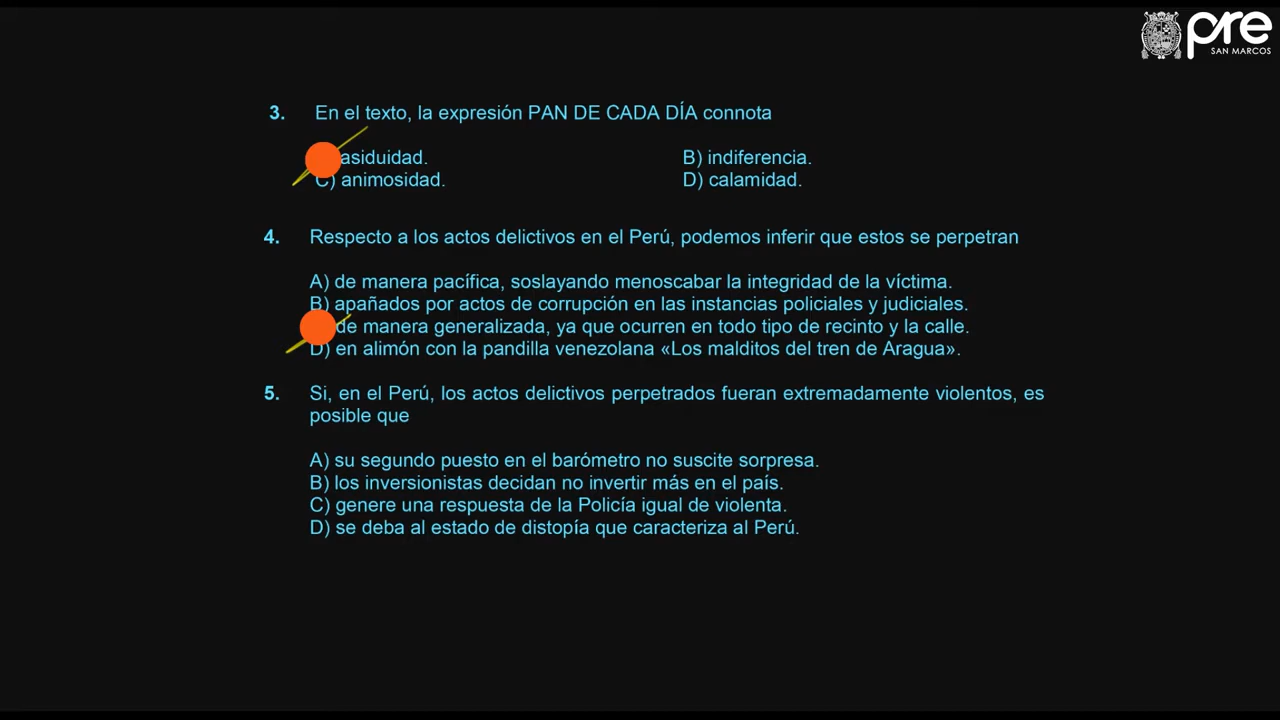 pre
SAN MARCOS
3. En el texto, la expresión PAN DE CADA DÍA connota
asiduidad. B) indiferencia.
C) animosidad. D) calamidad.
4. Respecto a los actos delictivos en el Perú, podemos inferir que estos se perpetran
A) de manera pacífica, soslayando menoscabar la integridad de la víctima.
B) apañados por actos de corrupción en las instancias policiales y judiciales.
de manera generalizada, ya que ocurren en todo tipo de recinto y la calle.
D) en alimón con la pandilla venezolana «Los malditos del tren de Aragua».
5. Si, en el Perú, los actos delictivos perpetrados fueran extremadamente violentos, es
posible que
A) su segundo puesto en el barómetro no suscite sorpresa.
B) los inversionistas decidan no invertir más en el país.
C) genere una respuesta de la Policía igual de violenta.
D) se deba al estado de distopía que caracteriza al Perú.